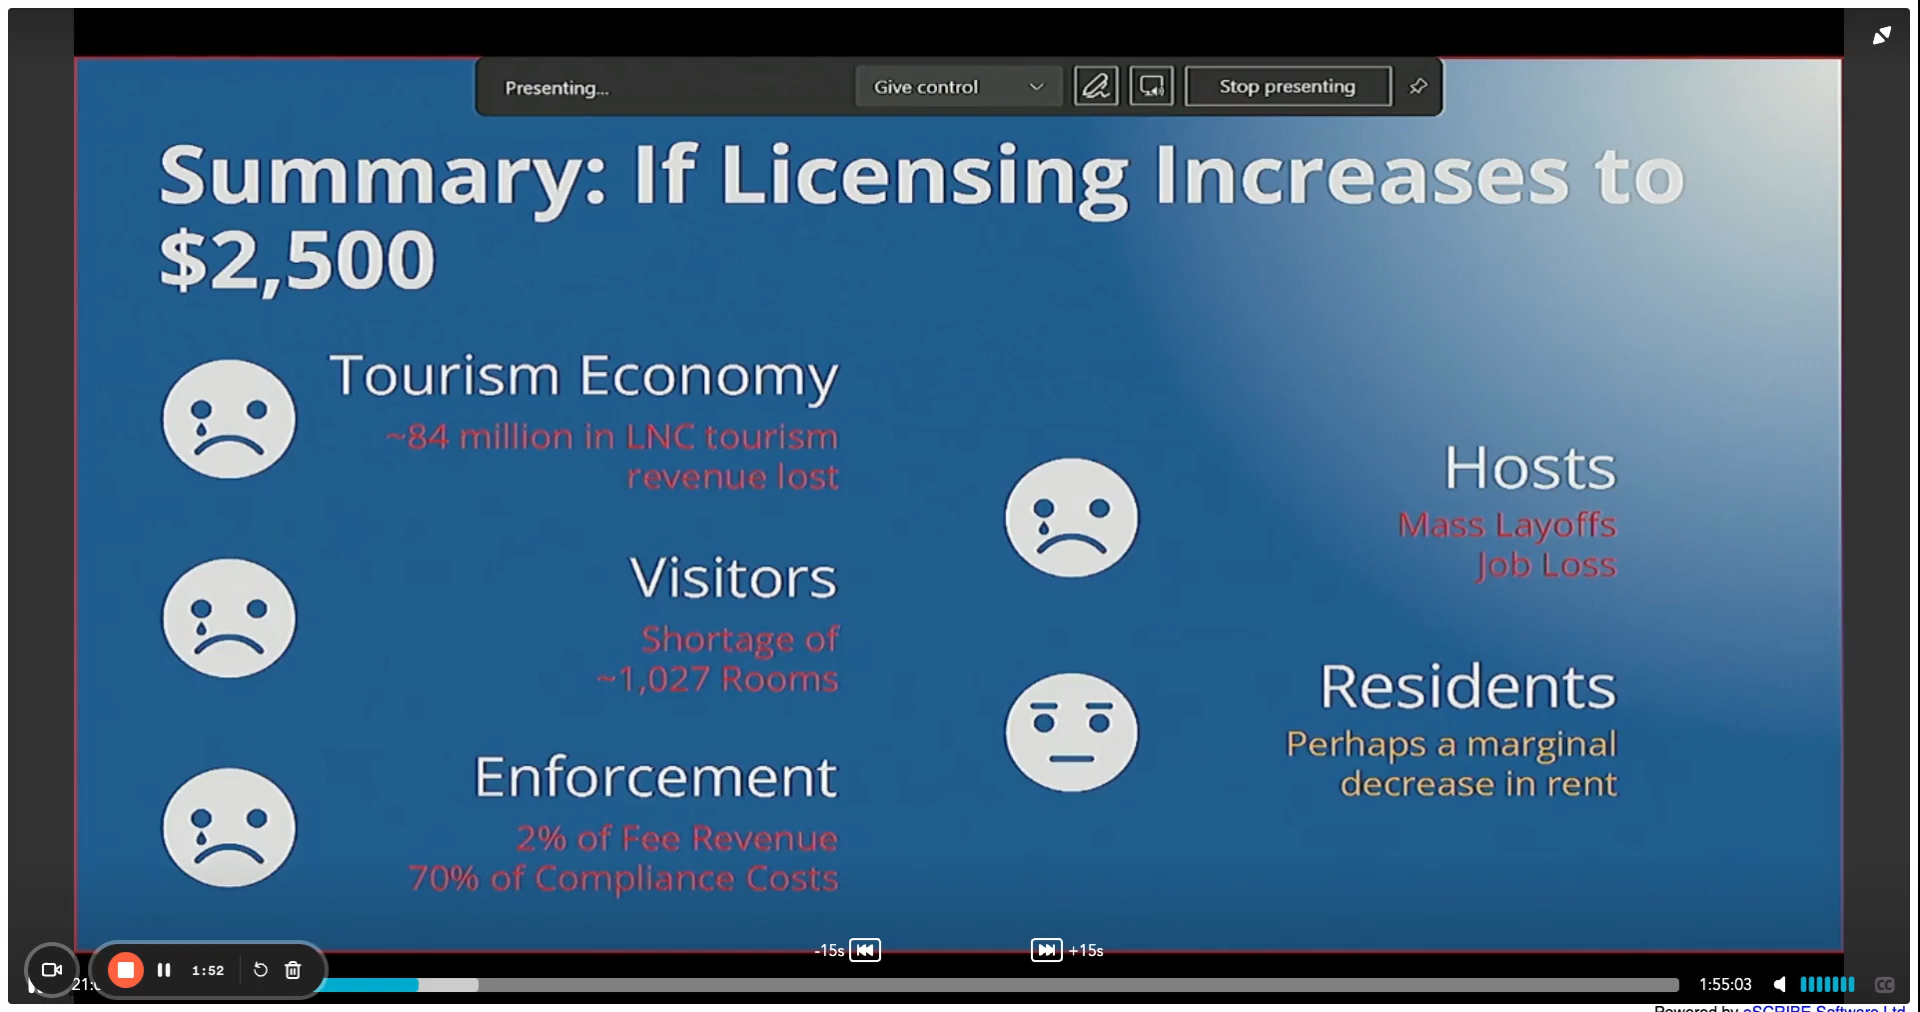 Presenting...
Give control
Stop presenting
Summary: If Licensing Increases to
$2,500
Tourism Economy
~84 million in LNC tourism
revenue lost
Visitors
Shortage of
~1,027 Rooms
Enforcement
2% of Fee Revenue
70% of Compliance Costs
Hosts
Mass Layoffs
Job Loss
Residents
Perhaps a marginal
decrease in rent
-15s
+15s
1:52
1:55:03
CC
Powered by eSCRIBE Software Ltd